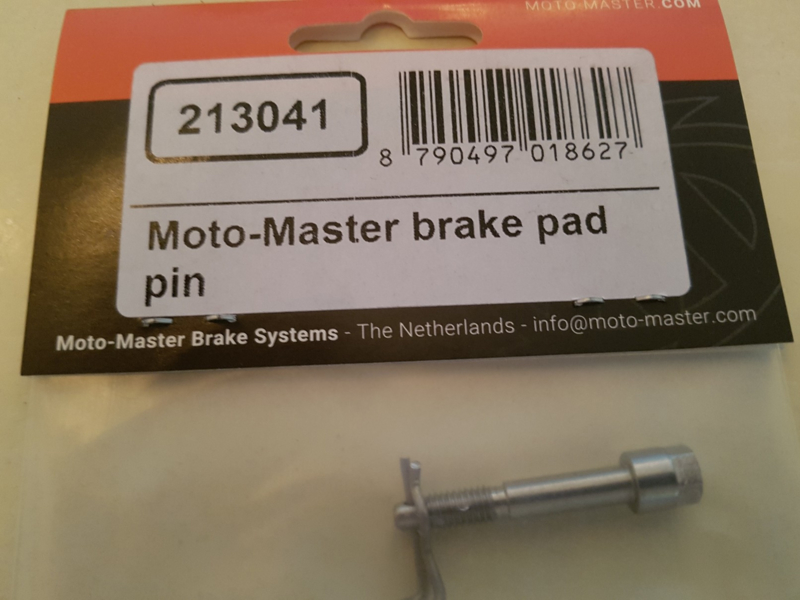 MOTO-MASTER.COM
213041
8 790497 018627
Moto-Master brake pad
pin
Moto-Master Brake Systems - The Netherlands - info@moto-master.com